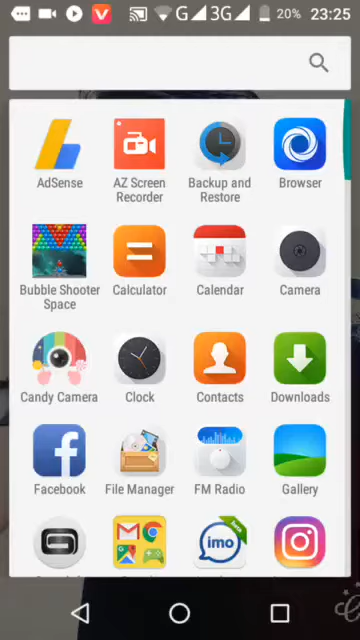 G 3G 20% 23:25
AdSense
AZ Screen
Recorder
Backup and
Restore
Browser
Bubble Shooter
Space
Calculator
Calendar
Camera
Candy Camera
Clock
Contacts
Downloads
Facebook
File Manager
FM Radio
Gallery
imo
beta